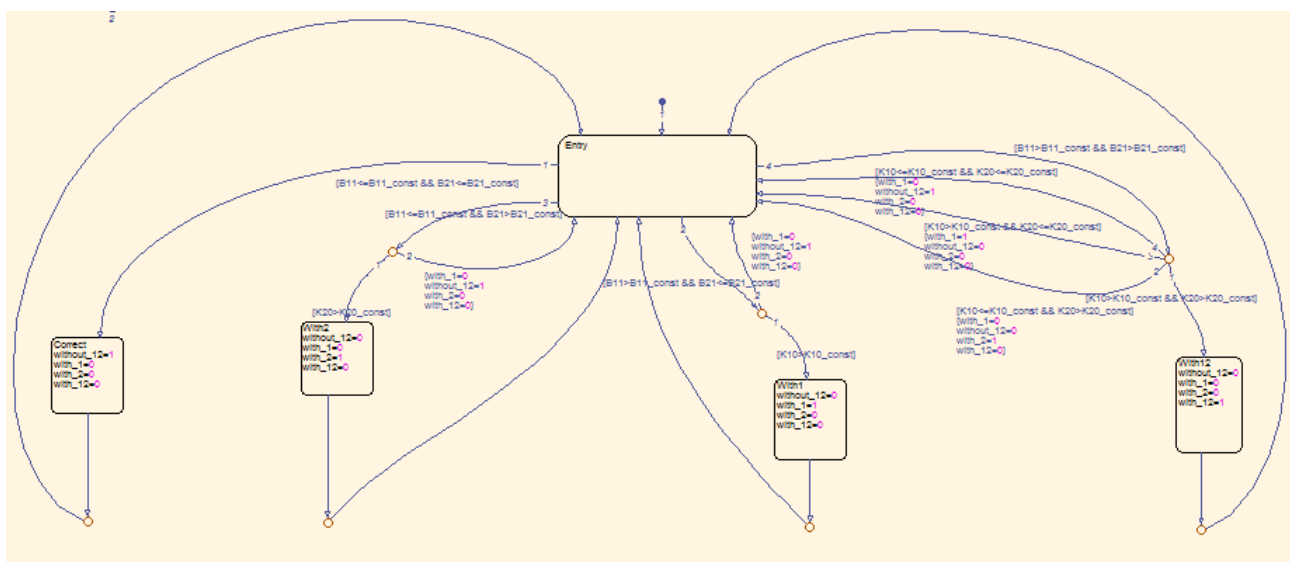 2
1
Entry
1
4
[B11>B11_const && B21>B21_const]
[B11<=B11_const && B21<=B21_const]
[K10<=K10_const && K20<=K20_const]
{with_1=0
without_12=1
with_2=0
with_12=0}
3
[B11<=B11_const && B21>B21_const]
2
[K10>K10_const && K20<=K20_const]
{with_1=1
without_12=0
with_2=0
with_12=0}
{with_1=0
without_12=1
with_2=0
with_12=0}
4
3
2
1
1
2
{with_1=0
without_12=1
with_2=0
with_12=0}
[B11>B11_const && B21<=B21_const]
2
1
[K10>K10_const && K20>K20_const]
[K10<=K10_const && K20>K20_const]
{with_1=0
without_12=0
with_2=1
with_12=0}
[K20>K20_const]
With2
without_12=0
with_1=0
with_2=1
with_12=0
Correct
without_12=1
with_1=0
with_2=0
with_12=0
[K10>K10_const]
With1
without_12=0
with_1=1
with_2=0
with_12=0
With12
without_12=0
with_1=0
with_2=0
with_12=1